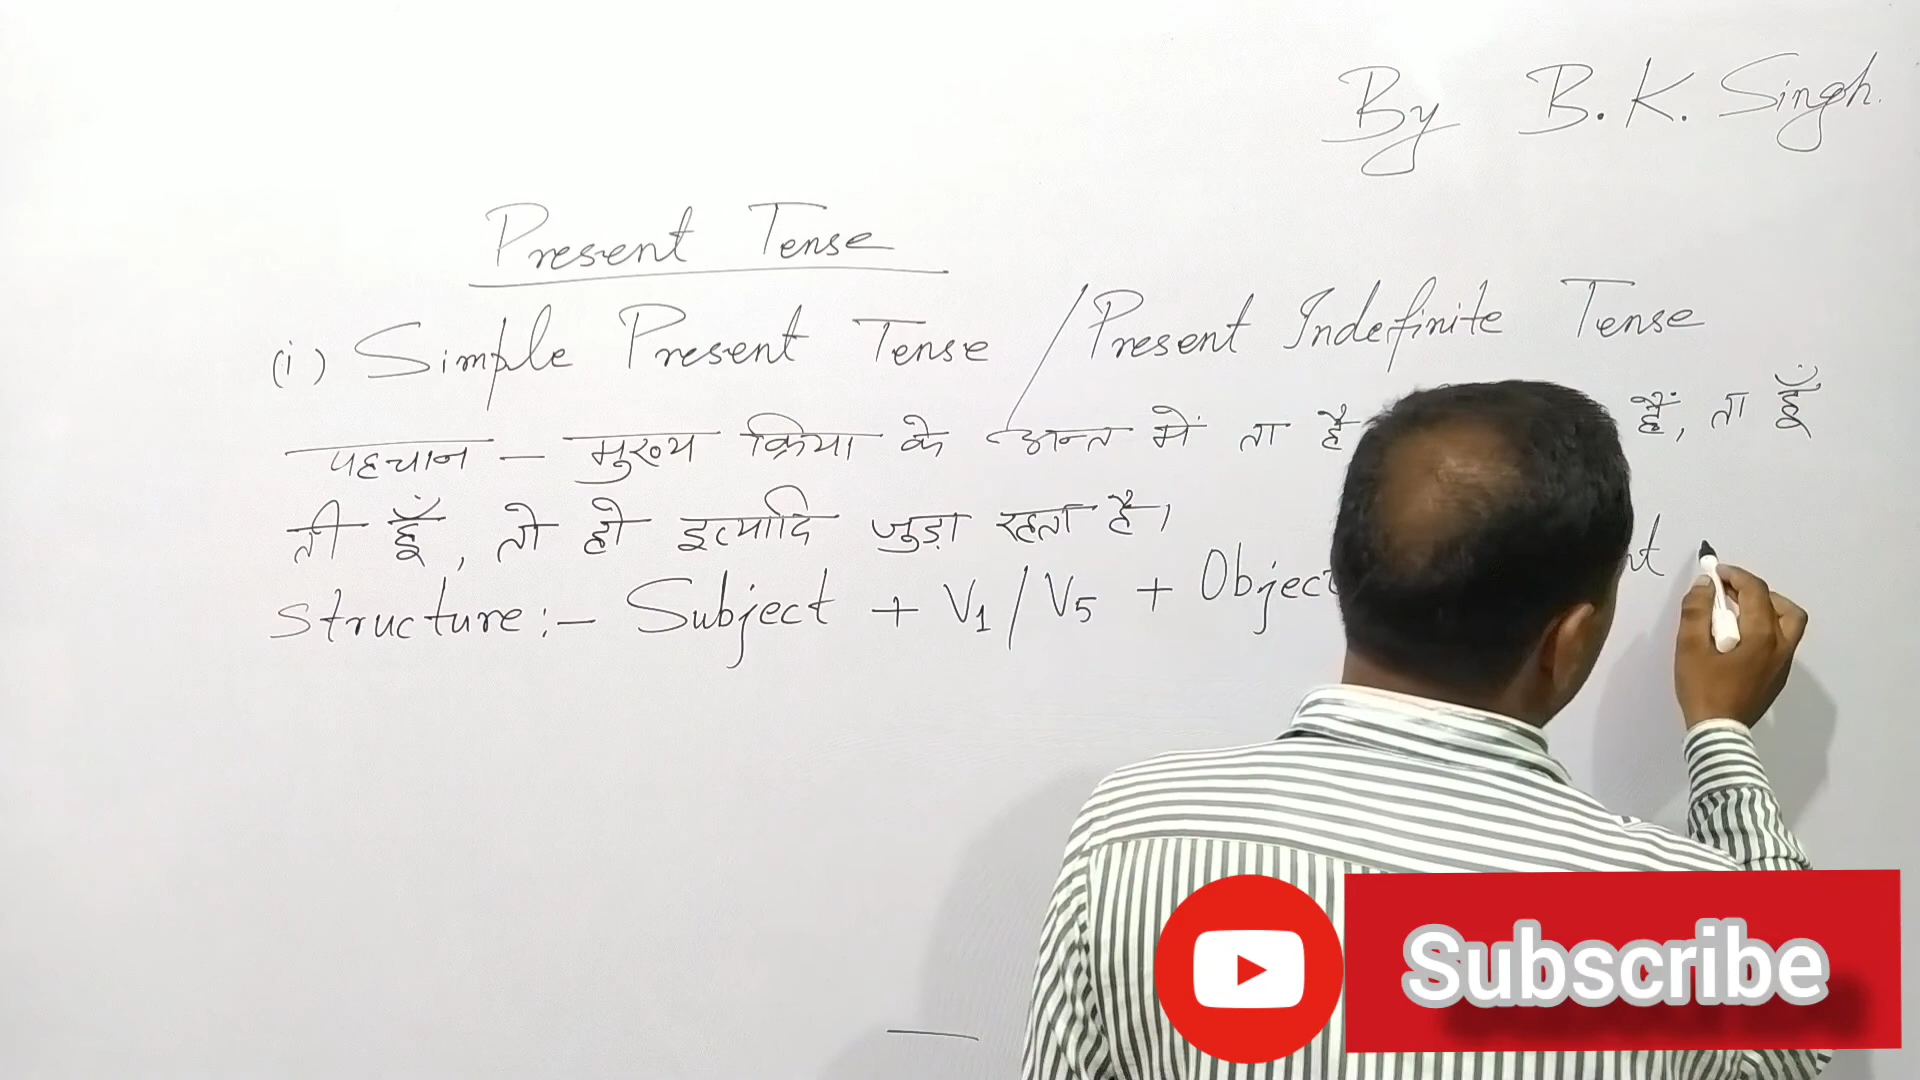 By B. K. Singh.
Present Tense
(i) Simple Present Tense / Present Indefinite Tense
पहचान – मुख्य क्रिया के अन्त में ता है हैं, ता हूँ
ती हूँ, तो हो इत्यादि जुड़ा रहता है।
Structure :- Subject + V1 / V5 + Object
Subscribe